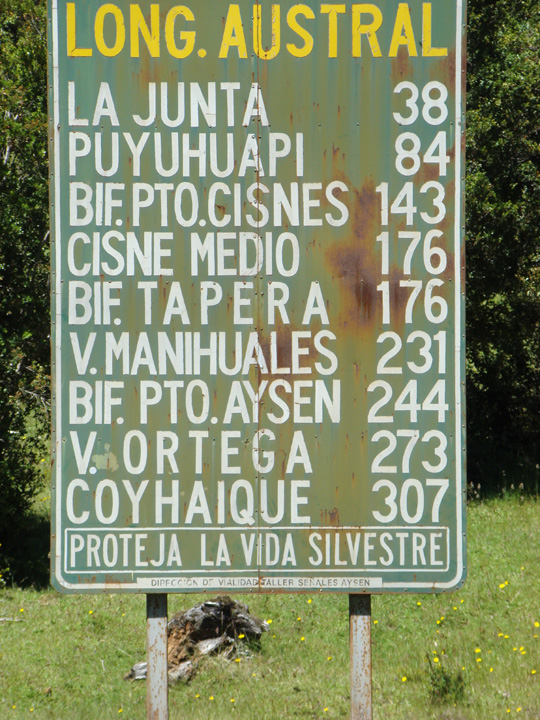 LONG. AUSTRAL
LA JUNTA 38
PUYUHUAPI 84
BIF. PTO. CISNES 143
CISNE MEDIO 176
BIF. TAPERA 176
V. MANIHUALES 231
BIF. PTO. AYSEN 244
V. ORTEGA 273
COYHAIQUE 307
PROTEJA LA VIDA SILVESTRE
DIRECCION DE VIALIDAD TALLER SEÑALES AYSEN